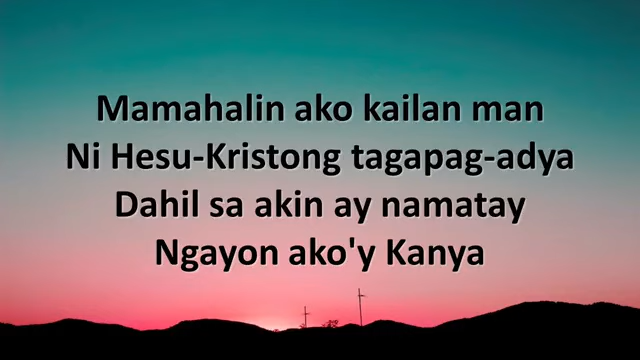 Mamahalin ako kailan man
Ni Hesu-Kristong tagapag-adya
Dahil sa akin ay namatay
Ngayon ako'y Kanya